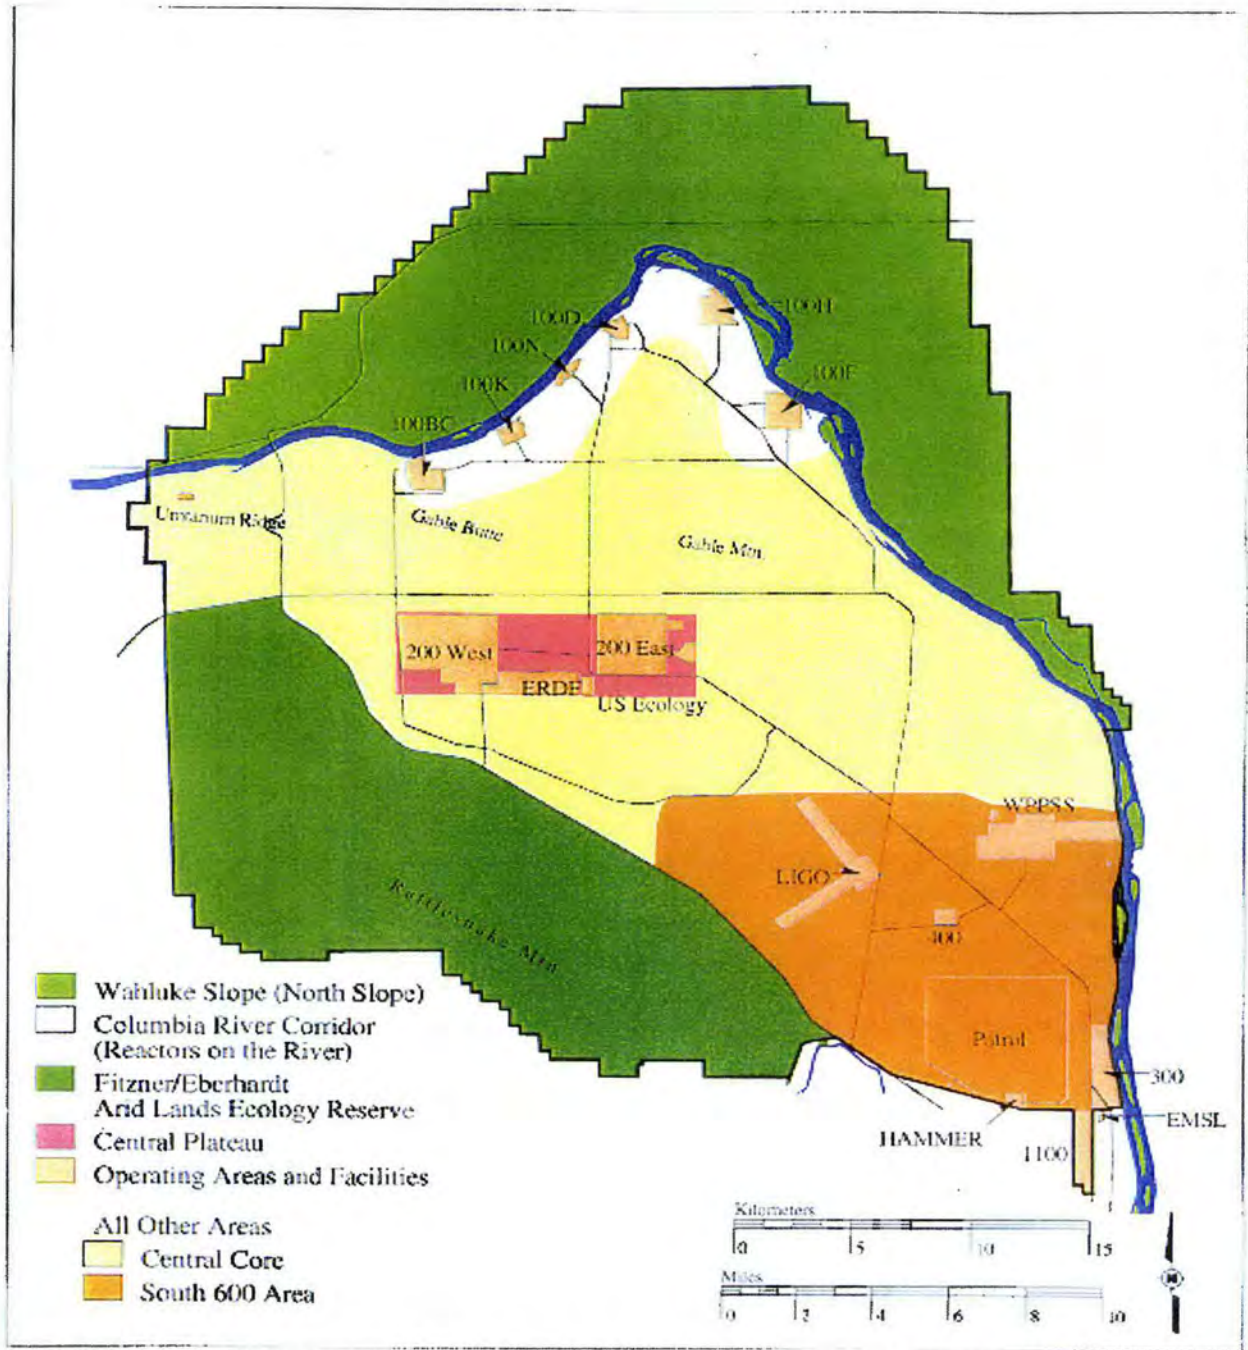 100D
100H
100N
100K
100F
100BC
Umtanum Ridge
Gable Butte
Gable Mtn.
200 West
200 East
ERDF
US Ecology
WPPSS
LIGO
400
Rattlesnake Mtn
Patrol
300
EMSL
HAMMER
1100
Wahluke Slope (North Slope)
Columbia River Corridor
(Reactors on the River)
Fitzner/Eberhardt
Arid Lands Ecology Reserve
Central Plateau
Operating Areas and Facilities
All Other Areas
Central Core
South 600 Area
Kilometers
0 5 10 15
Miles
0 2 4 6 8 10
N